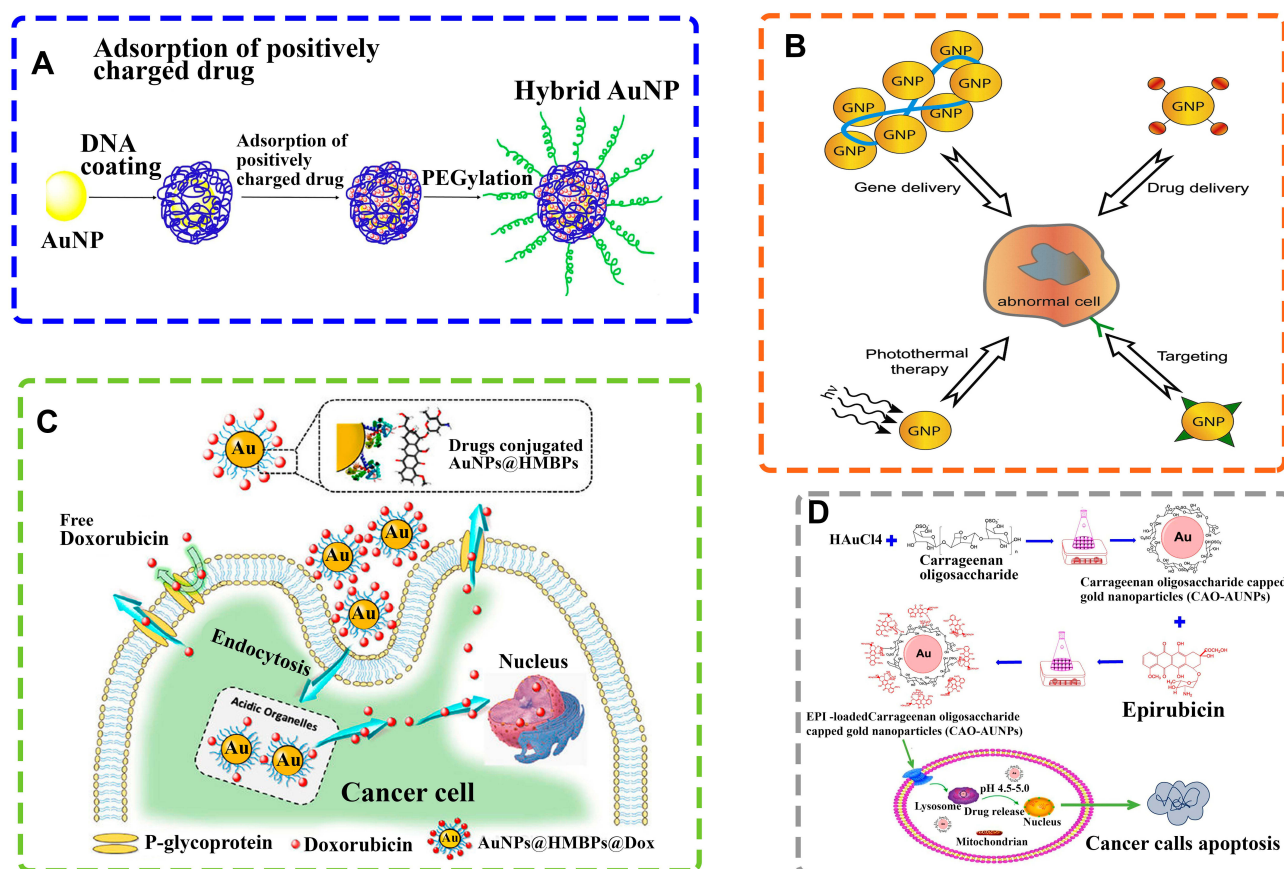 A
Adsorption of positively
charged drug
Hybrid AuNP
DNA
coating
Adsorption of
positively
charged drug
PEGylation
AuNP
B
GNP
GNP
GNP
GNP
GNP
GNP
GNP
GNP
Gene delivery
Drug delivery
abnormal cell
Photothermal
therapy
Targeting
hν
GNP
GNP
C
Au
Drugs conjugated
AuNPs@HMBPs
Free
Doxorubicin
Au
Au
Au
Endocytosis
Nucleus
Acidic Organelles
Au
Au
Cancer cell
P-glycoprotein
Doxorubicin
Au
AuNPs@HMBPs@Dox
D
HAuCl4 +
Carrageenan
oligosaccharide
Au
Carrageenan oligosaccharide capped
gold nanoparticles (CAO-AUNPs)
+
Au
Epirubicin
EPI -loadedCarrageenan oligosaccharide
capped gold nanoparticles (CAO-AUNPs)
pH 4.5-5.0
Lysosome
Drug release
Nucleus
Mitochondrian
Cancer calls apoptosis